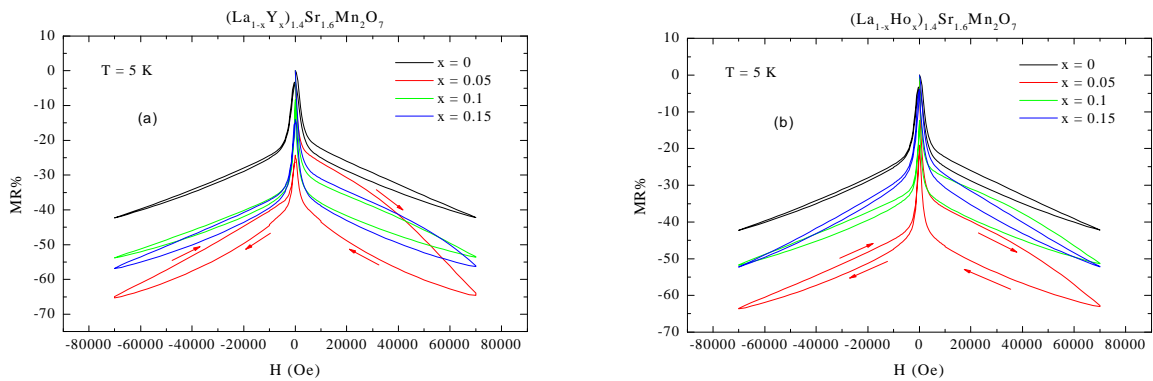 (La1-xYx)1.4Sr1.6Mn2O7
T = 5 K
x = 0
x = 0.05
x = 0.1
x = 0.15
(a)
MR%
10
0
-10
-20
-30
-40
-50
-60
-70
-80000 -60000 -40000 -20000 0 20000 40000 60000 80000
H (Oe)
(La1-xHox)1.4Sr1.6Mn2O7
T = 5 K
x = 0
x = 0.05
x = 0.1
x = 0.15
(b)
MR%
10
0
-10
-20
-30
-40
-50
-60
-70
-80000 -60000 -40000 -20000 0 20000 40000 60000 80000
H (Oe)